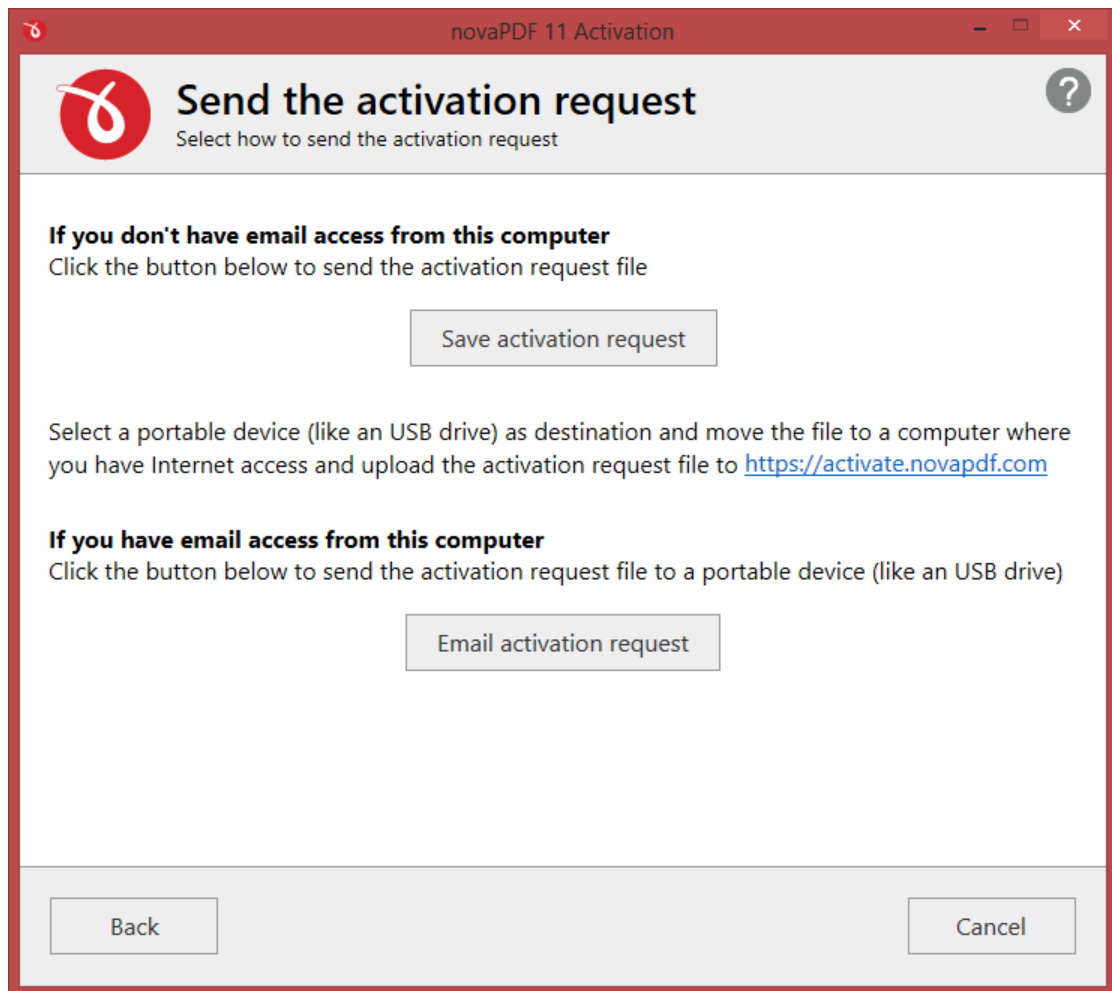 novaPDF 11 Activation
Send the activation request
Select how to send the activation request
If you don't have email access from this computer
Click the button below to send the activation request file
Save activation request
Select a portable device (like an USB drive) as destination and move the file to a computer where
you have Internet access and upload the activation request file to https://activate.novapdf.com
If you have email access from this computer
Click the button below to send the activation request file to a portable device (like an USB drive)
Email activation request
Back
Cancel